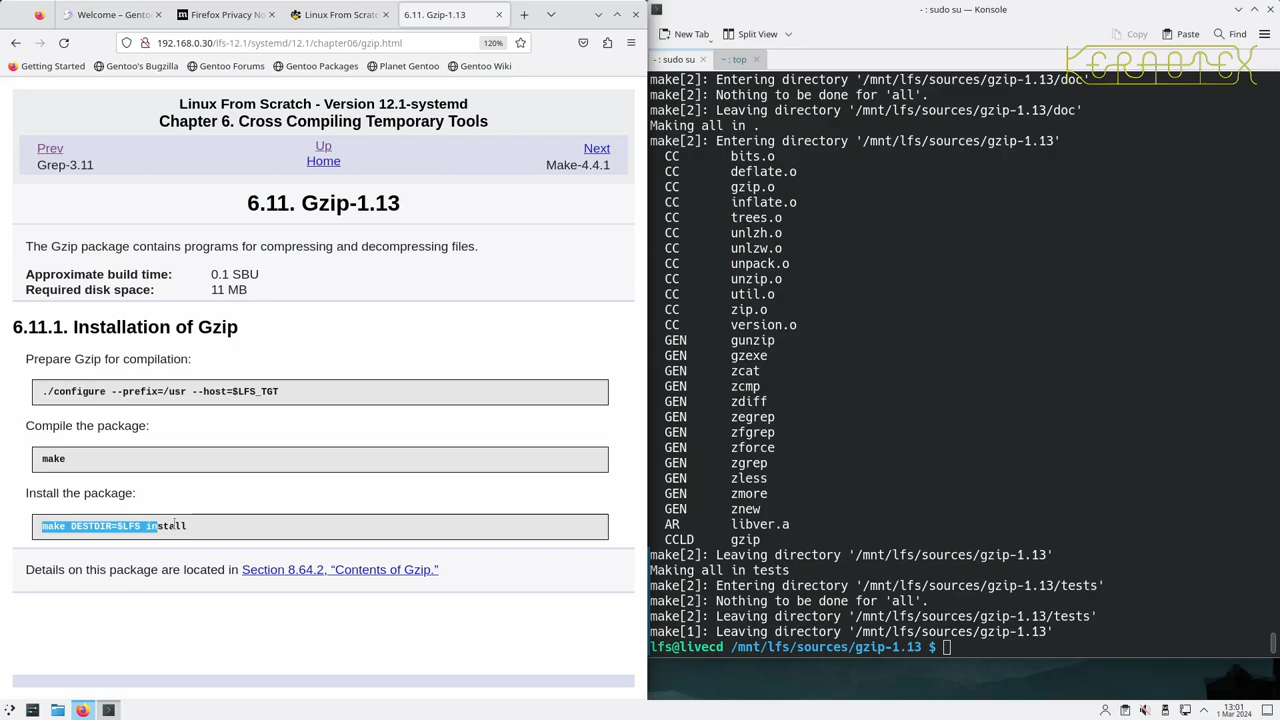 Welcome – Gento
Firefox Privacy No
Linux From Scratc
6.11. Gzip-1.13
192.168.0.30/lfs-12.1/systemd/12.1/chapter06/gzip.html
120%
Getting Started
Gentoo's Bugzilla
Gentoo Forums
Gentoo Packages
Planet Gentoo
Gentoo Wiki
Linux From Scratch - Version 12.1-systemd
Chapter 6. Cross Compiling Temporary Tools
Prev
Up
Next
Grep-3.11
Home
Make-4.4.1
6.11. Gzip-1.13
The Gzip package contains programs for compressing and decompressing files.
Approximate build time: 0.1 SBU
Required disk space: 11 MB
6.11.1. Installation of Gzip
Prepare Gzip for compilation:
./configure --prefix=/usr --host=$LFS_TGT
Compile the package:
make
Install the package:
make DESTDIR=$LFS install
Details on this package are located in Section 8.64.2, “Contents of Gzip.”
- : sudo su — Konsole
New Tab
Split View
Copy
Paste
Find
- : sudo su
~ : top
KERNOTEX
make[2]: Entering directory '/mnt/lfs/sources/gzip-1.13/doc'
make[2]: Nothing to be done for 'all'.
make[2]: Leaving directory '/mnt/lfs/sources/gzip-1.13/doc'
Making all in .
make[2]: Entering directory '/mnt/lfs/sources/gzip-1.13'
CC bits.o
CC deflate.o
CC gzip.o
CC inflate.o
CC trees.o
CC unlzh.o
CC unlzw.o
CC unpack.o
CC unzip.o
CC util.o
CC zip.o
CC version.o
GEN gunzip
GEN gzexe
GEN zcat
GEN zcmp
GEN zdiff
GEN zegrep
GEN zfgrep
GEN zforce
GEN zgrep
GEN zless
GEN zmore
GEN znew
AR libver.a
CCLD gzip
make[2]: Leaving directory '/mnt/lfs/sources/gzip-1.13'
Making all in tests
make[2]: Entering directory '/mnt/lfs/sources/gzip-1.13/tests'
make[2]: Nothing to be done for 'all'.
make[2]: Leaving directory '/mnt/lfs/sources/gzip-1.13/tests'
make[1]: Leaving directory '/mnt/lfs/sources/gzip-1.13'
lfs@livecd /mnt/lfs/sources/gzip-1.13 $
13:01
1 Mar 2024